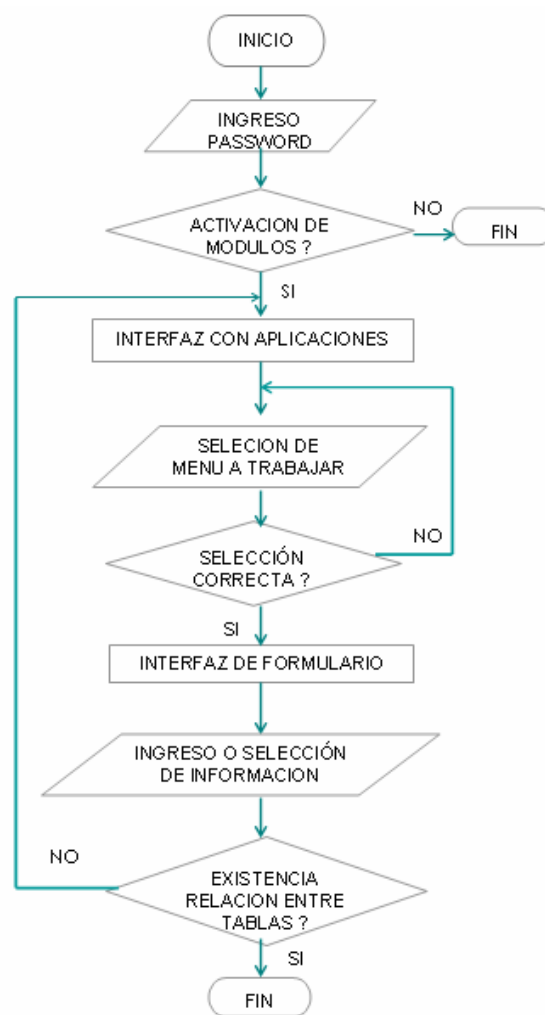 INICIO
INGRESO
PASSWORD
ACTIVACION DE
MODULOS ?
NO
FIN
SI
INTERFAZ CON APLICACIONES
SELECION DE
MENU A TRABAJAR
SELECCIÓN
CORRECTA ?
NO
SI
INTERFAZ DE FORMULARIO
INGRESO O SELECCIÓN
DE INFORMACION
NO
EXISTENCIA
RELACION ENTRE
TABLAS ?
SI
FIN